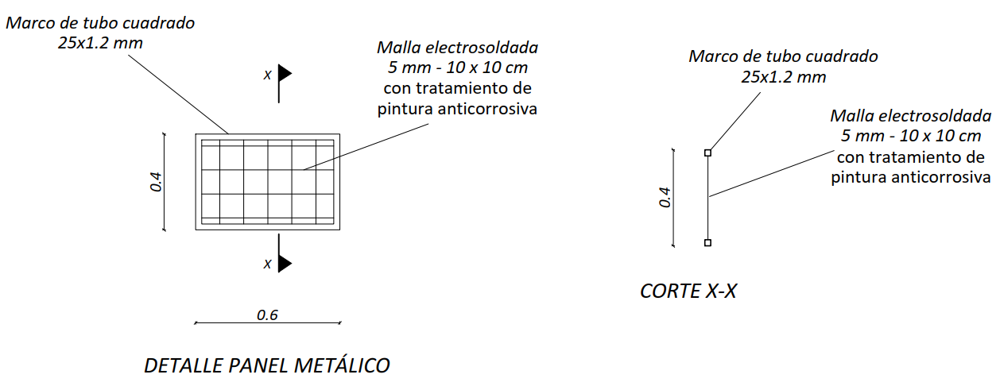 Marco de tubo cuadrado
25x1.2 mm
Malla electrosoldada
5 mm - 10 x 10 cm
con tratamiento de
pintura anticorrosiva
X
0.4
X
0.6
DETALLE PANEL METÁLICO
Marco de tubo cuadrado
25x1.2 mm
Malla electrosoldada
5 mm - 10 x 10 cm
con tratamiento de
pintura anticorrosiva
0.4
CORTE X-X